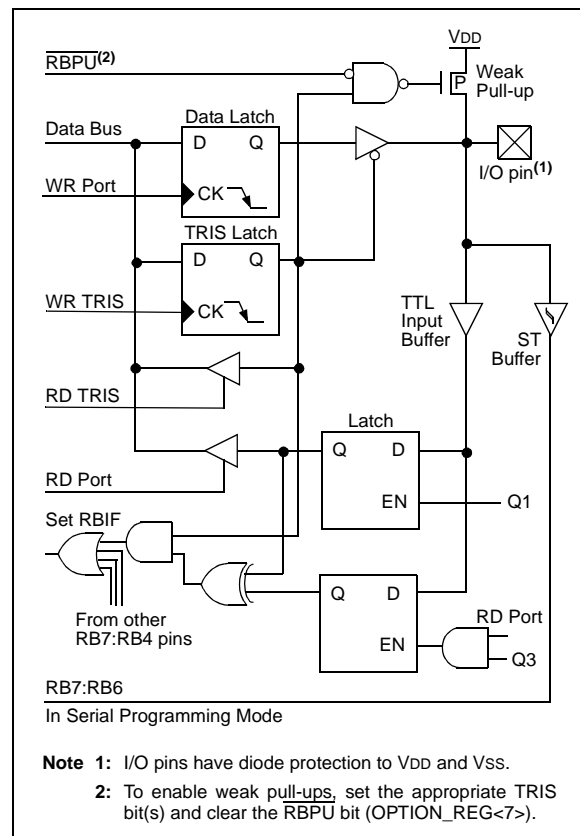 VDD
RBPU(2)
Weak
Pull-up
P
Data Bus
Data Latch
D Q
I/O pin(1)
WR Port
CK
TRIS Latch
D Q
WR TRIS
CK
TTL
Input
Buffer
ST
Buffer
RD TRIS
Latch
Q D
RD Port
EN
Q1
Set RBIF
Q D
From other
RB7:RB4 pins
RD Port
EN
Q3
RB7:RB6
In Serial Programming Mode
Note 1: I/O pins have diode protection to VDD and VSS.
2: To enable weak pull-ups, set the appropriate TRIS
bit(s) and clear the RBPU bit (OPTION_REG<7>).